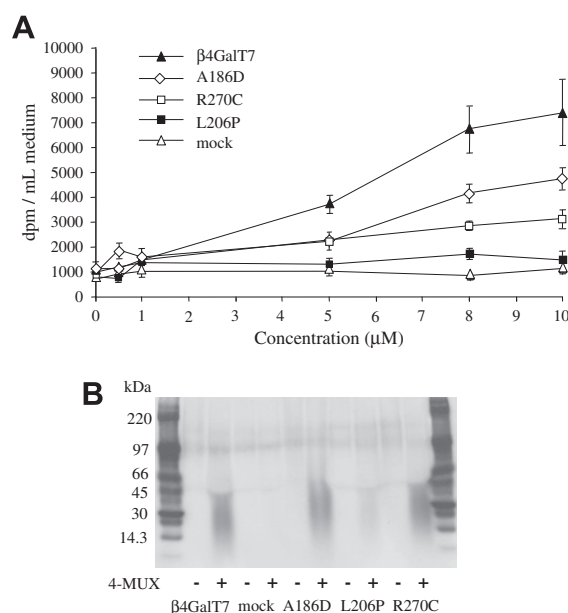 A
10000
9000
8000
7000
6000
5000
4000
3000
2000
1000
0
dpm / mL medium
β4GalT7
A186D
R270C
L206P
mock
0 1 2 3 4 5 6 7 8 9 10
Concentration (μM)
B
kDa
220
97
66
45
30
14.3
4-MUX - + - + - + - + - +
β4GalT7 mock A186D L206P R270C